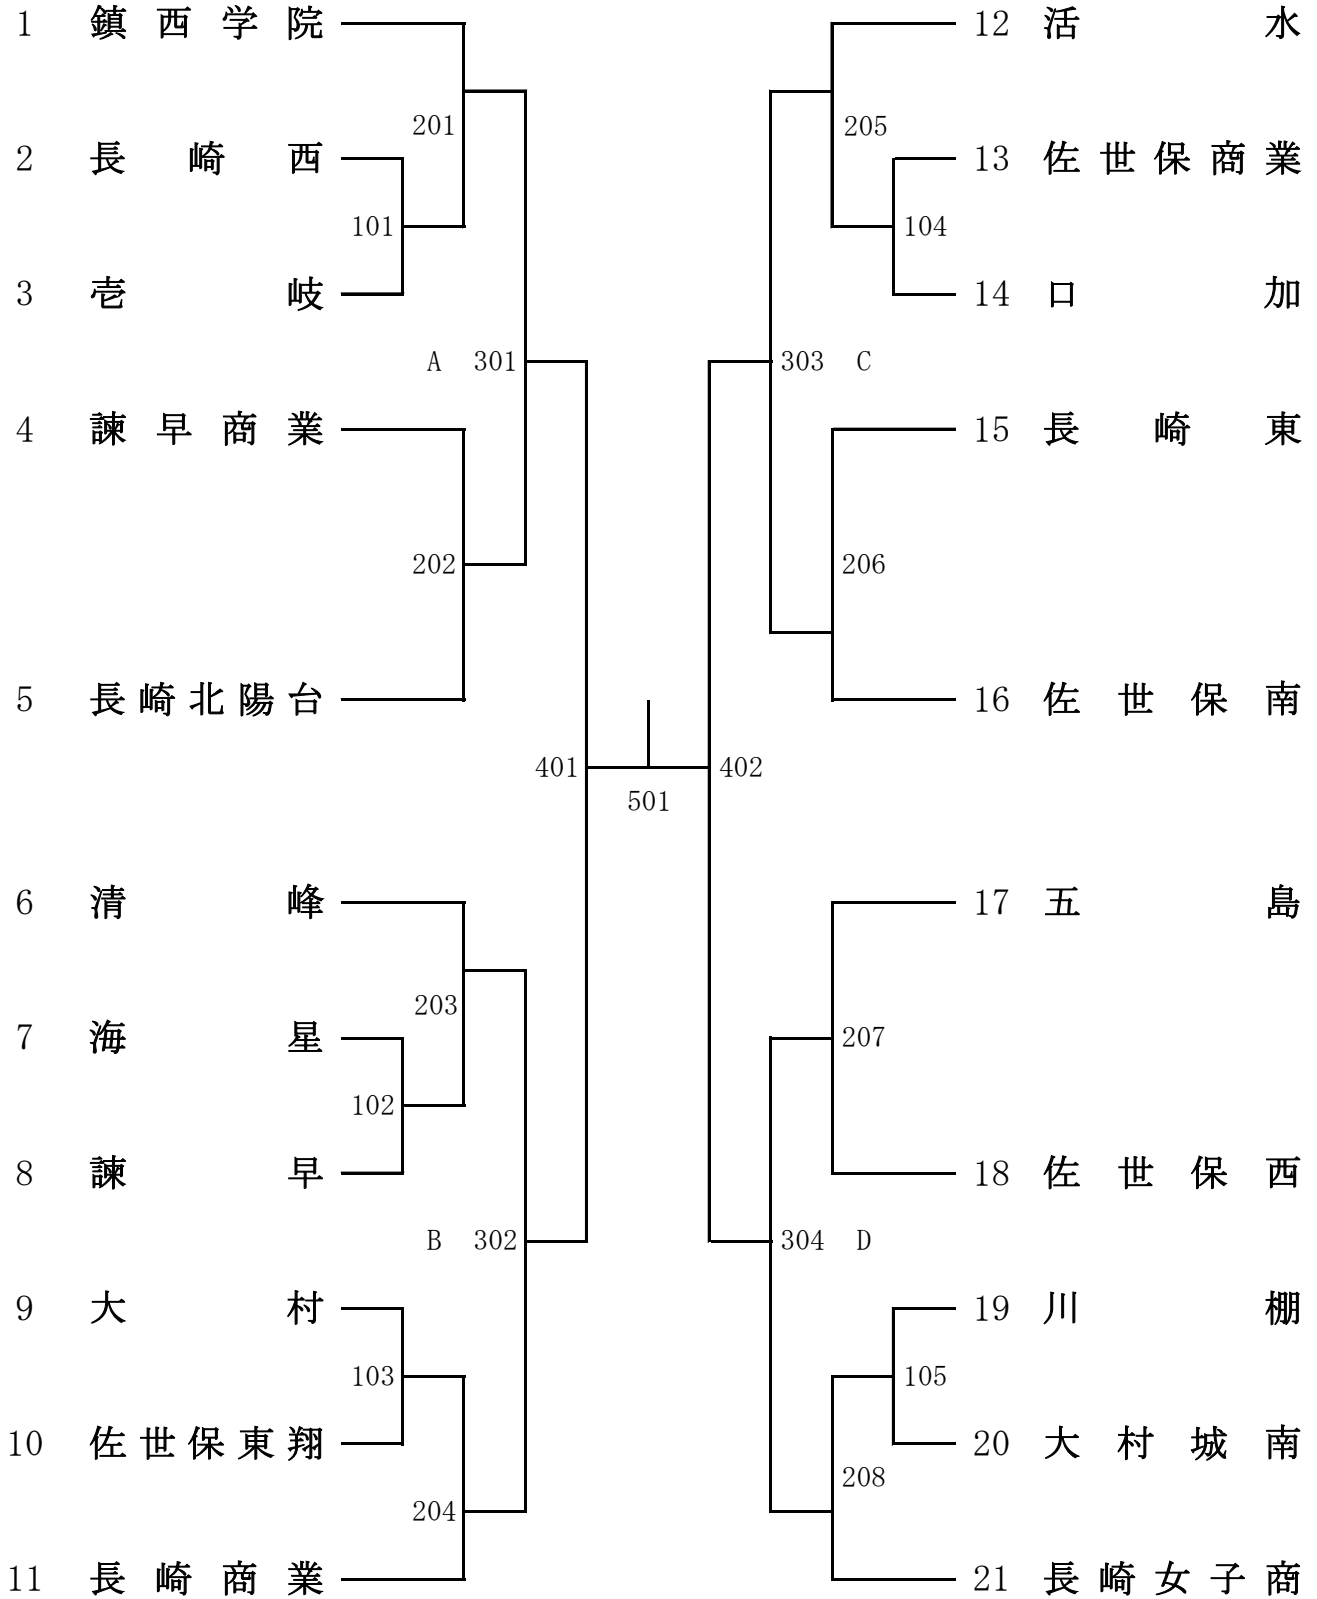 1 鎮西学院
201
2 長崎西
101
3 壱岐
A 301
4 諫早商業
202
5 長崎北陽台
401
501
6 清峰
203
7 海星
102
8 諫早
B 302
9 大村
103
10 佐世保東翔
204
11 長崎商業
12 活水
205
13 佐世保商業
104
14 口加
303 C
15 長崎東
206
16 佐世保南
402
17 五島
207
18 佐世保西
304 D
19 川棚
105
20 大村城南
208
21 長崎女子商